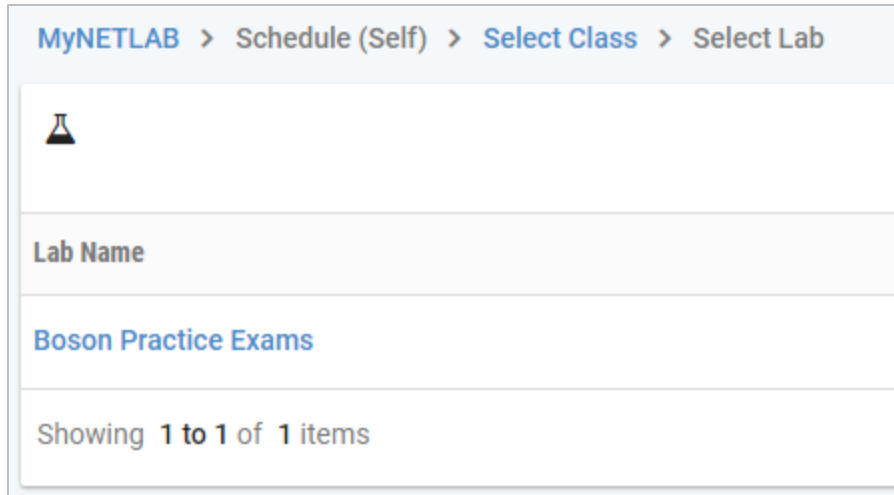 MyNETLAB > Schedule (Self) > Select Class > Select Lab
Lab Name
Boson Practice Exams
Showing 1 to 1 of 1 items